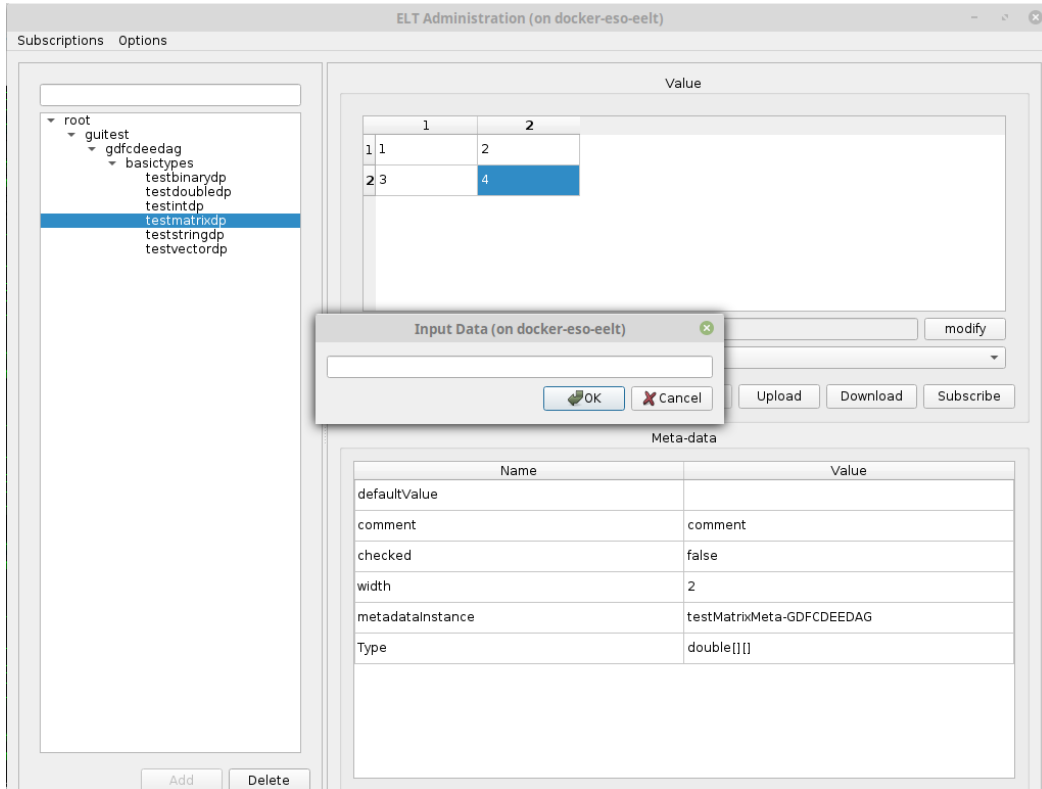 ELT Administration (on docker-eso-eelt)
Subscriptions Options
Value
root
guitest
gdfcdeedag
basictypes
testbinarydp
testdoubledp
testintdp
testmatrixdp
teststringdp
testvectordp
1 2
1 1 2
2 3 4
Input Data (on docker-eso-eelt)
modify
OK Cancel
Upload Download Subscribe
Meta-data
Name Value
defaultValue
comment comment
checked false
width 2
metadataInstance testMatrixMeta-GDFCDEEDAG
Type double[][]
Add Delete